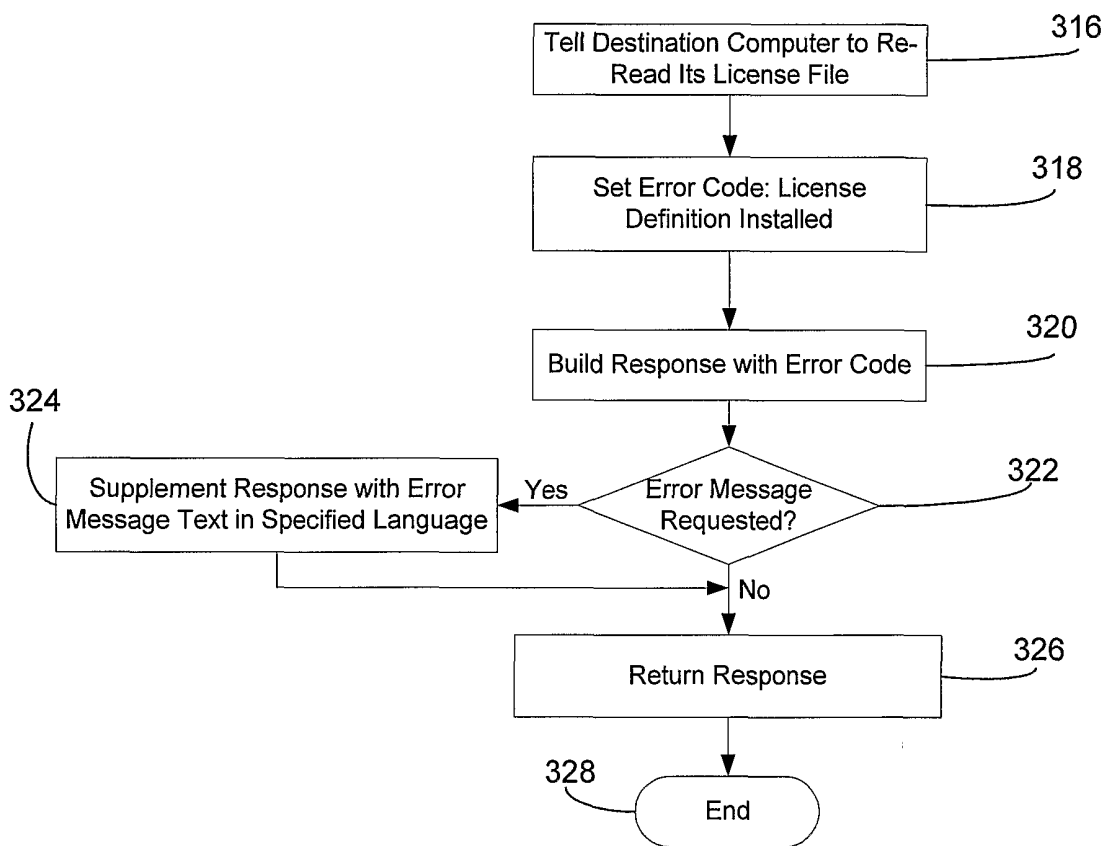 Tell Destination Computer to Re-
Read Its License File
316
Set Error Code: License
Definition Installed
318
Build Response with Error Code
320
324
Supplement Response with Error
Message Text in Specified Language
Yes
Error Message
Requested?
322
No
Return Response
326
328
End